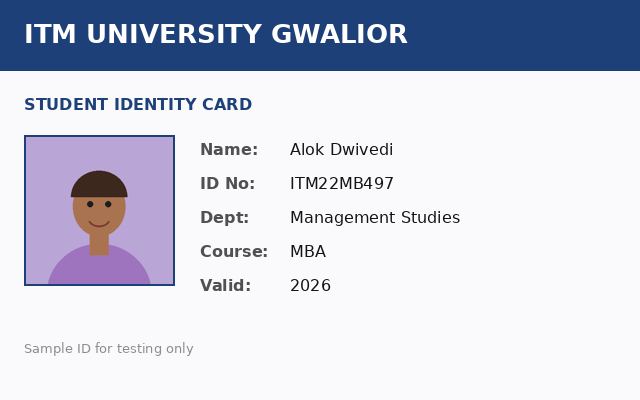 ITM UNIVERSITY GWALIOR
STUDENT IDENTITY CARD
Name: Alok Dwivedi
ID No: ITM22MB497
Dept: Management Studies
Course: MBA
Valid: 2026
Sample ID for testing only